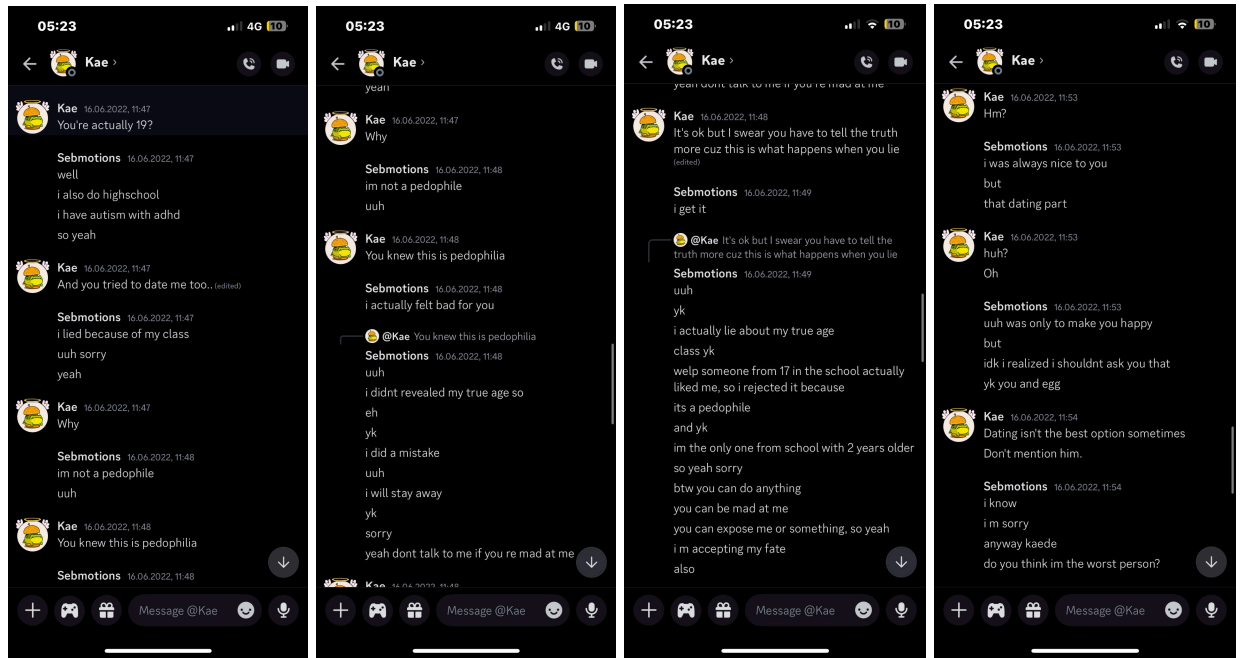 05:23
4G 10
Kae
Kae 16.06.2022, 11:47
You're actually 19?
Sebmotions 16.06.2022, 11:47
well
i also do highschool
i have autism with adhd
so yeah
Kae 16.06.2022, 11:47
And you tried to date me too.. (edited)
Sebmotions 16.06.2022, 11:47
i lied because of my class
uuh sorry
yeah
Kae 16.06.2022, 11:47
Why
Sebmotions 16.06.2022, 11:48
im not a pedophile
uuh
Kae 16.06.2022, 11:48
You knew this is pedophilia
Sebmotions 16.06.2022, 11:48
Message @Kae
05:23
4G 10
Kae
yeah
Kae 16.06.2022, 11:47
Why
Sebmotions 16.06.2022, 11:48
im not a pedophile
uuh
Kae 16.06.2022, 11:48
You knew this is pedophilia
Sebmotions 16.06.2022, 11:48
i actually felt bad for you
@Kae You knew this is pedophilia
Sebmotions 16.06.2022, 11:48
uuh
i didnt revealed my true age so
eh
yk
i did a mistake
uuh
i will stay away
yk
sorry
yeah dont talk to me if you re mad at me
Kae 16.06.2022, 11:48
Message @Kae
05:23
10
Kae
yeah dont talk to me if you re mad at me
Kae 16.06.2022, 11:48
It's ok but I swear you have to tell the
truth more cuz this is what happens when you lie
(edited)
Sebmotions 16.06.2022, 11:49
i get it
@Kae It's ok but I swear you have to tell the
truth more cuz this is what happens when you lie
Sebmotions 16.06.2022, 11:49
uuh
yk
i actually lie about my true age
class yk
welp someone from 17 in the school actually
liked me, so i rejected it because
its a pedophile
and yk
im the only one from school with 2 years older
so yeah sorry
btw you can do anything
you can be mad at me
you can expose me or something, so yeah
i m accepting my fate
also
Message @Kae
05:23
10
Kae
Kae 16.06.2022, 11:53
Hm?
Sebmotions 16.06.2022, 11:53
i was always nice to you
but
that dating part
Kae 16.06.2022, 11:53
huh?
Oh
Sebmotions 16.06.2022, 11:53
uuh was only to make you happy
but
idk i realized i shouldnt ask you that
yk you and egg
Kae 16.06.2022, 11:54
Dating isn't the best option sometimes
Don't mention him.
Sebmotions 16.06.2022, 11:54
i know
i m sorry
anyway kaede
do you think im the worst person?
Message @Kae